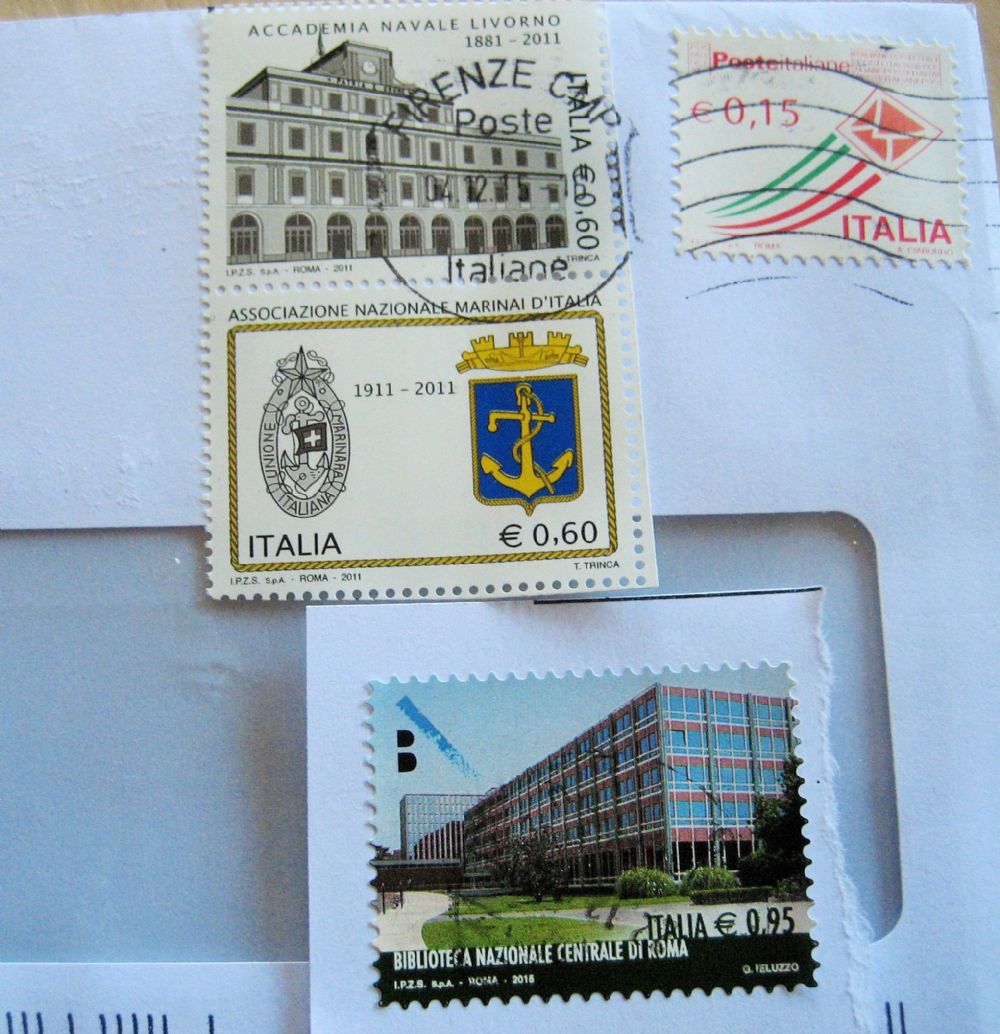 ACCADEMIA NAVALE LIVORNO
1881 - 2011
ITALIA € 0,60
I.P.Z.S. S.p.A. - ROMA - 2011
TRINCA
FIRENZE CMP
Poste
04.12.15
Italiane
Posteitaliane
€ 0,15
ITALIA
ROMA
ASSOCIAZIONE NAZIONALE MARINAI D'ITALIA
1911 - 2011
UNIONE MARINARA ITALIANA
ITALIA
€ 0,60
I.P.Z.S. S.p.A. - ROMA - 2011
T. TRINCA
B
ITALIA € 0,95
BIBLIOTECA NAZIONALE CENTRALE DI ROMA
I.P.Z.S. S.p.A. - ROMA - 2015
G. IELUZZO